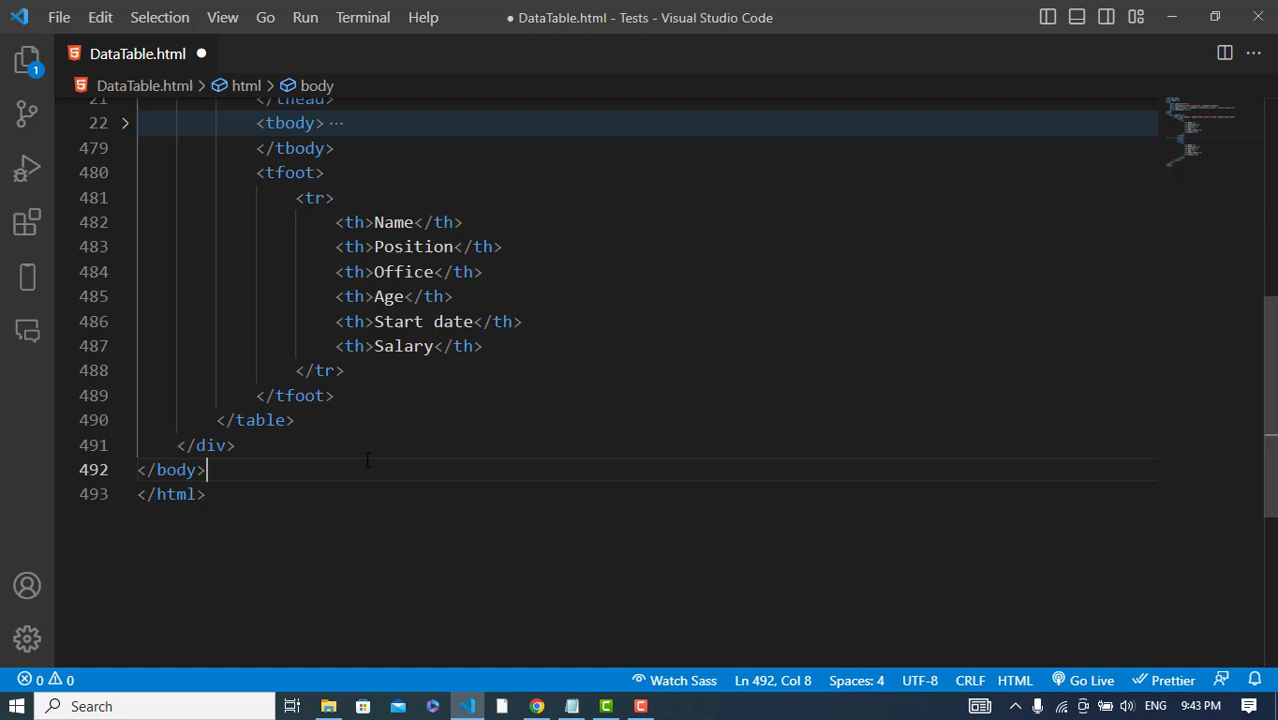 File Edit Selection View Go Run Terminal Help ● DataTable.html - Tests - Visual Studio Code
DataTable.html ●
DataTable.html > html > body
21 </thead>
22 <tbody> ···
479 </tbody>
480 <tfoot>
481 <tr>
482 <th>Name</th>
483 <th>Position</th>
484 <th>Office</th>
485 <th>Age</th>
486 <th>Start date</th>
487 <th>Salary</th>
488 </tr>
489 </tfoot>
490 </table>
491 </div>
492 </body>
493 </html>
1
0 0 Watch Sass Ln 492, Col 8 Spaces: 4 UTF-8 CRLF HTML Go Live Prettier
Search ENG 9:43 PM